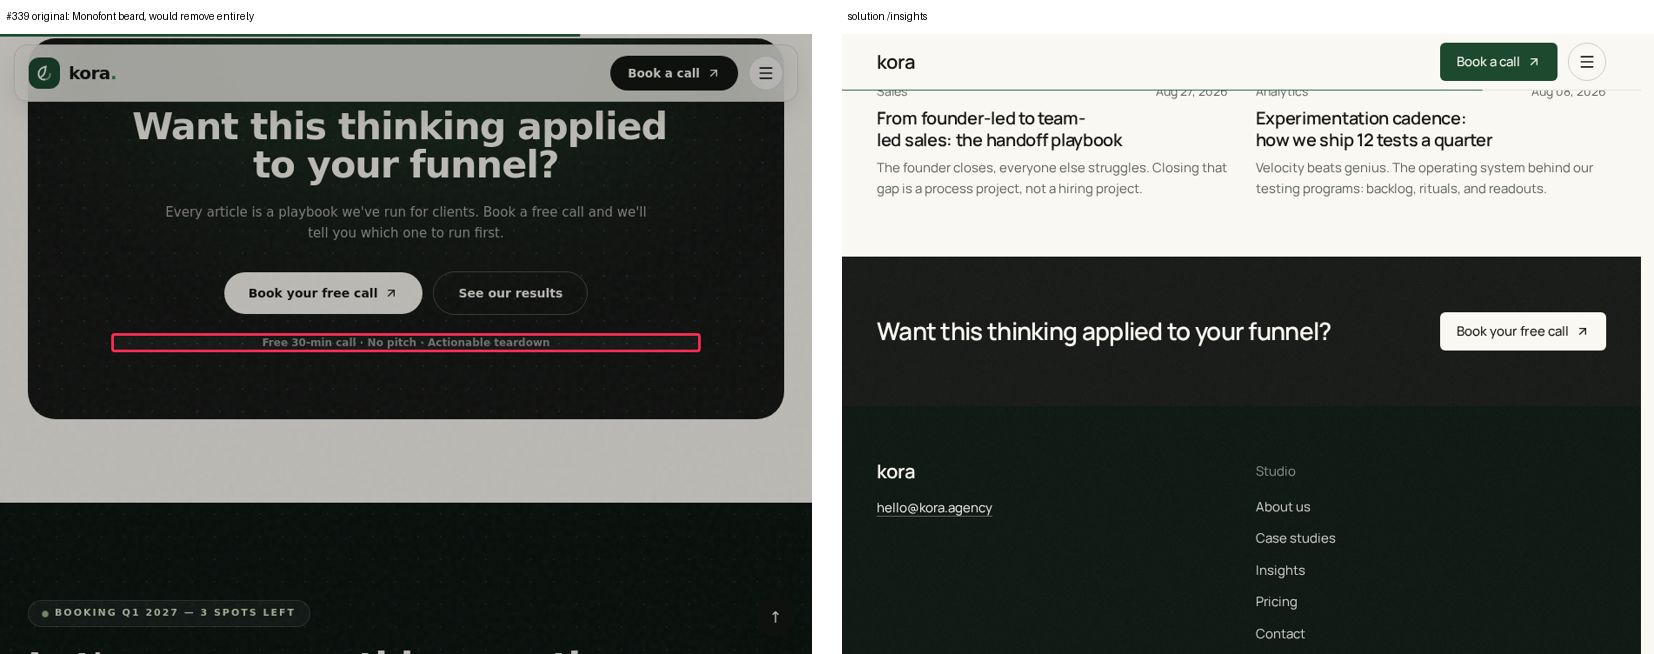 #339 original: Monofont beard, would remove entirely
kora.
Book a call
Want this thinking applied
to your funnel?
Every article is a playbook we've run for clients. Book a free call and we'll
tell you which one to run first.
Book your free call
See our results
Free 30-min call · No pitch · Actionable teardown
BOOKING Q1 2027 — 3 SPOTS LEFT
solution /insights
kora
Book a call
Sales
Aug 27, 2026
From founder-led to team-
led sales: the handoff playbook
The founder closes, everyone else struggles. Closing that
gap is a process project, not a hiring project.
Analytics
Aug 08, 2026
Experimentation cadence:
how we ship 12 tests a quarter
Velocity beats genius. The operating system behind our
testing programs: backlog, rituals, and readouts.
Want this thinking applied to your funnel?
Book your free call
kora
hello@kora.agency
Studio
About us
Case studies
Insights
Pricing
Contact